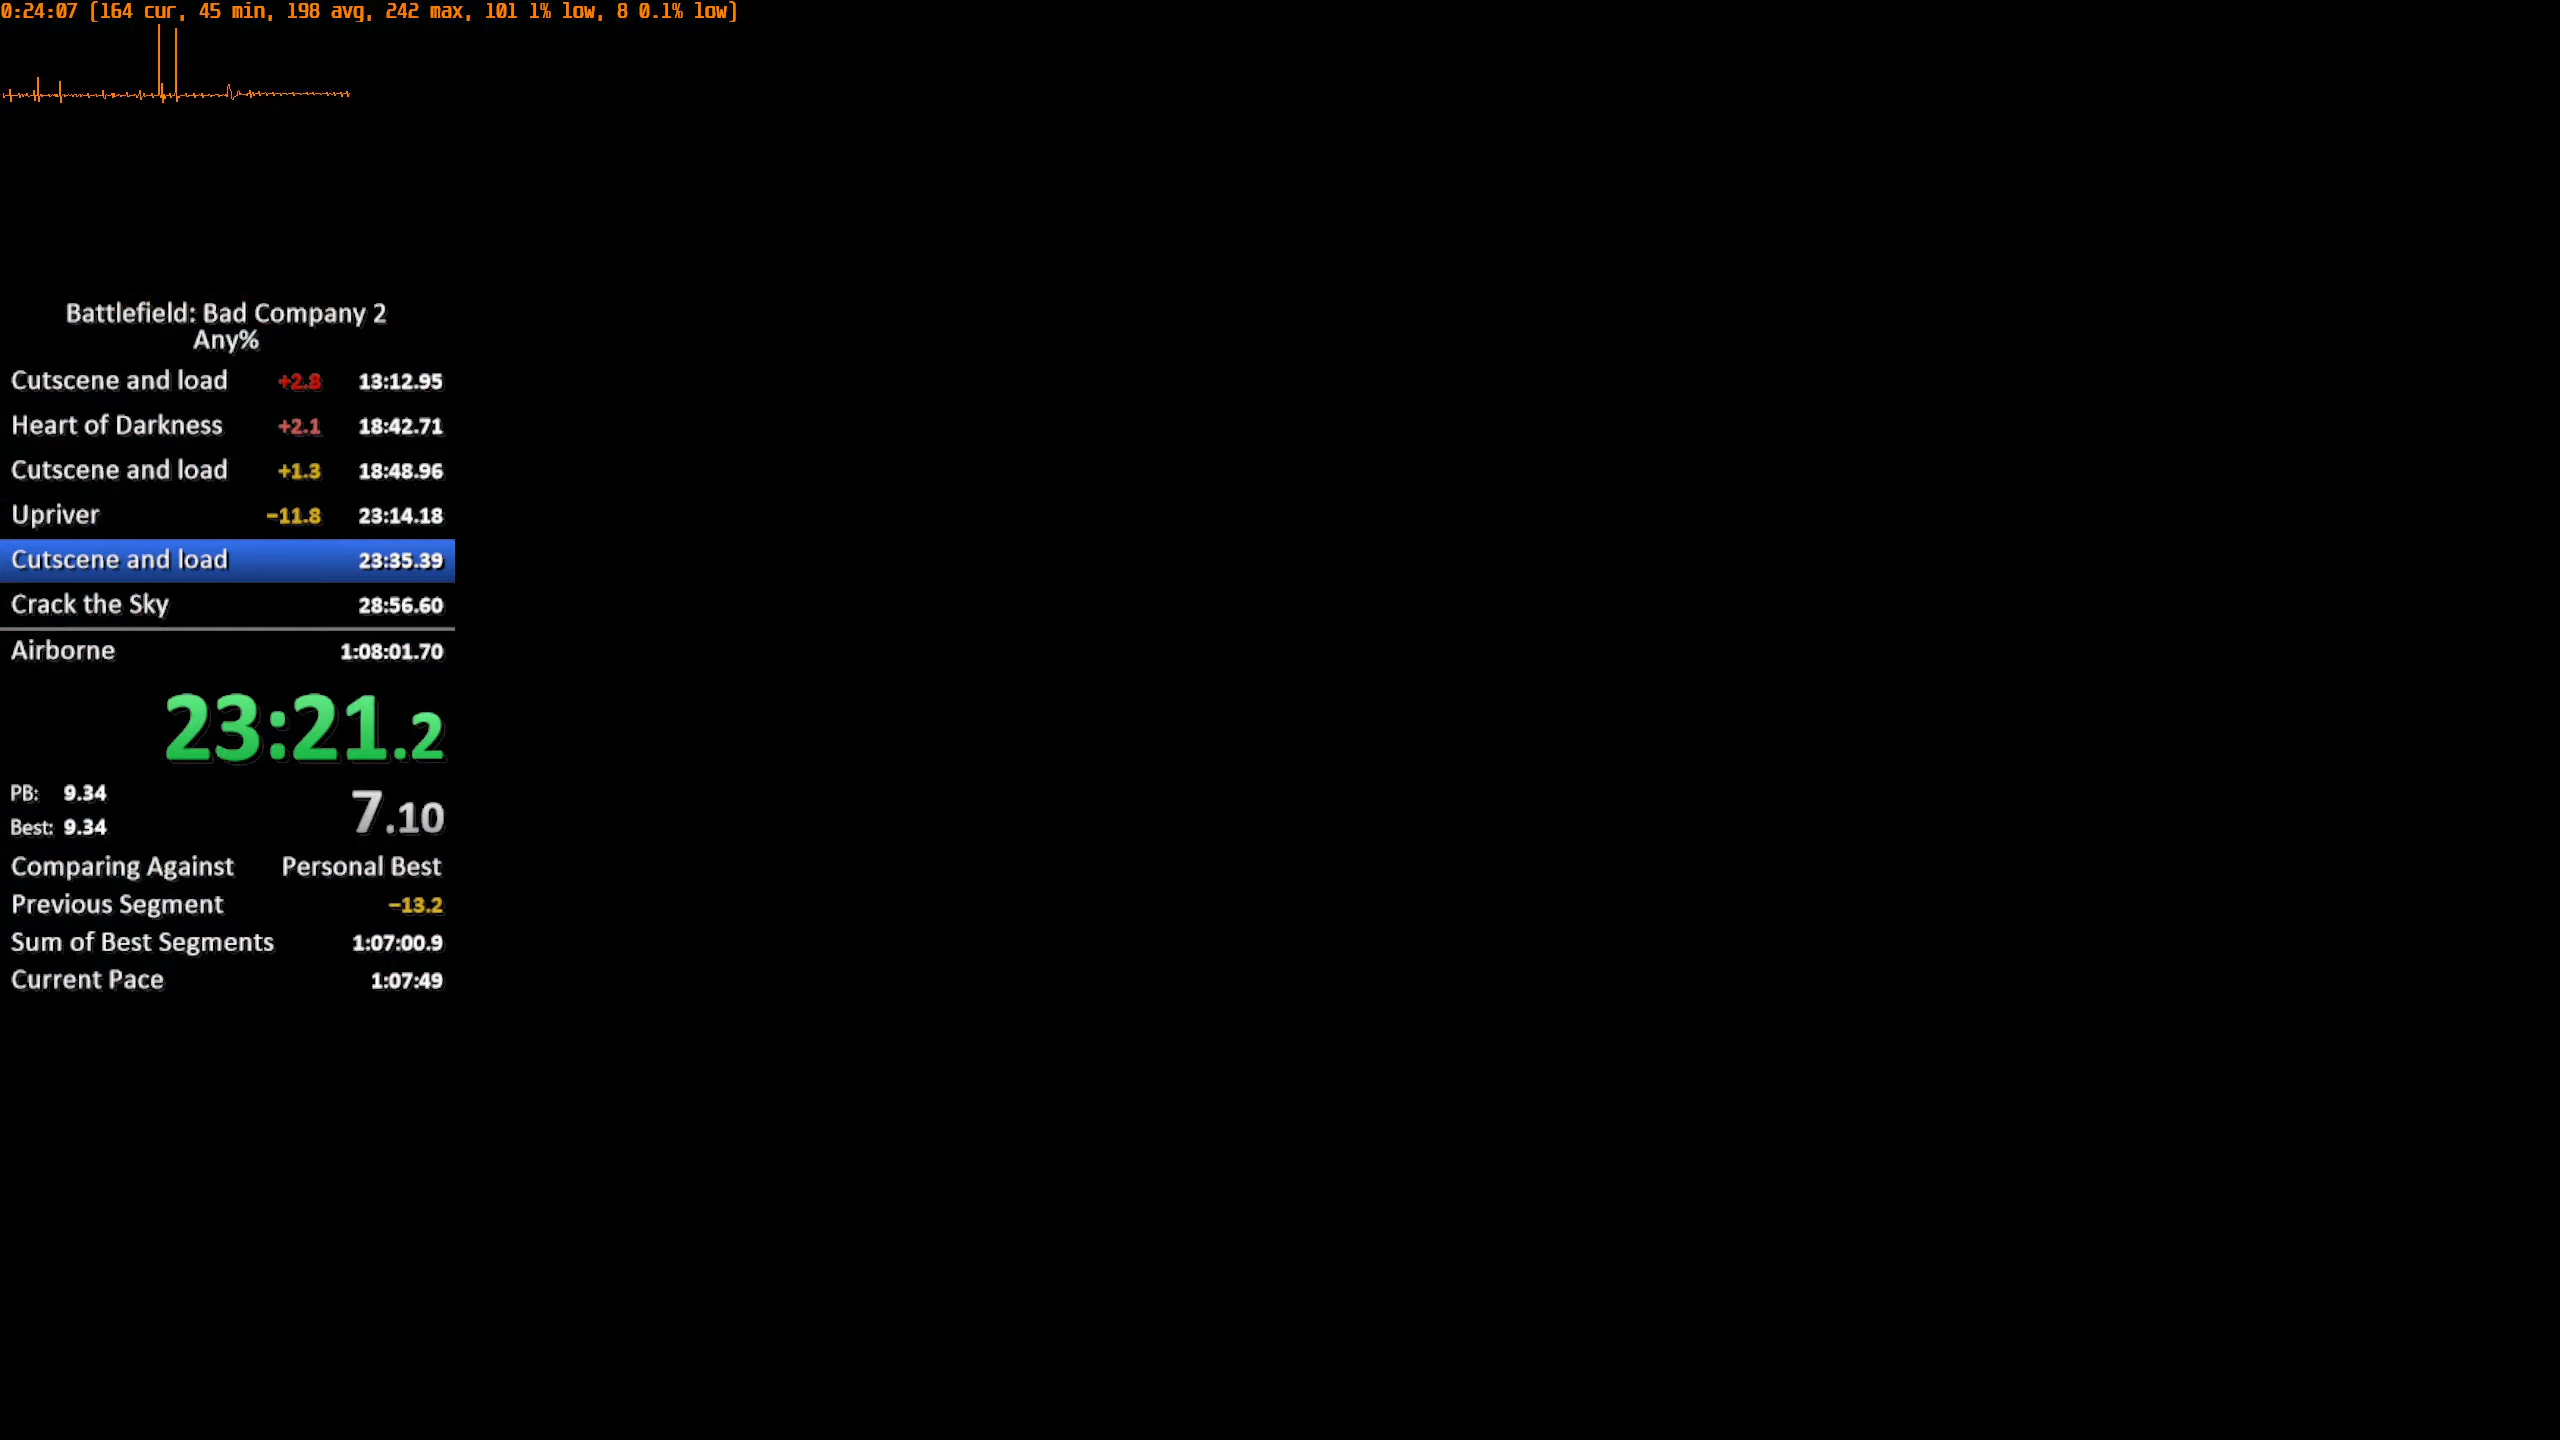 0:24:07 [164 cur, 45 min, 198 avg, 242 max, 101 1% low, 8 0.1% low]
Battlefield: Bad Company 2
Any%
Cutscene and load +2.8 13:12.95
Heart of Darkness +2.1 18:42.71
Cutscene and load +1.3 18:48.96
Upriver −11.8 23:14.18
Cutscene and load 23:35.39
Crack the Sky 28:56.60
Airborne 1:08:01.70
23:21.2
PB: 9.34 7.10
Best: 9.34
Comparing Against Personal Best
Previous Segment −13.2
Sum of Best Segments 1:07:00.9
Current Pace 1:07:49